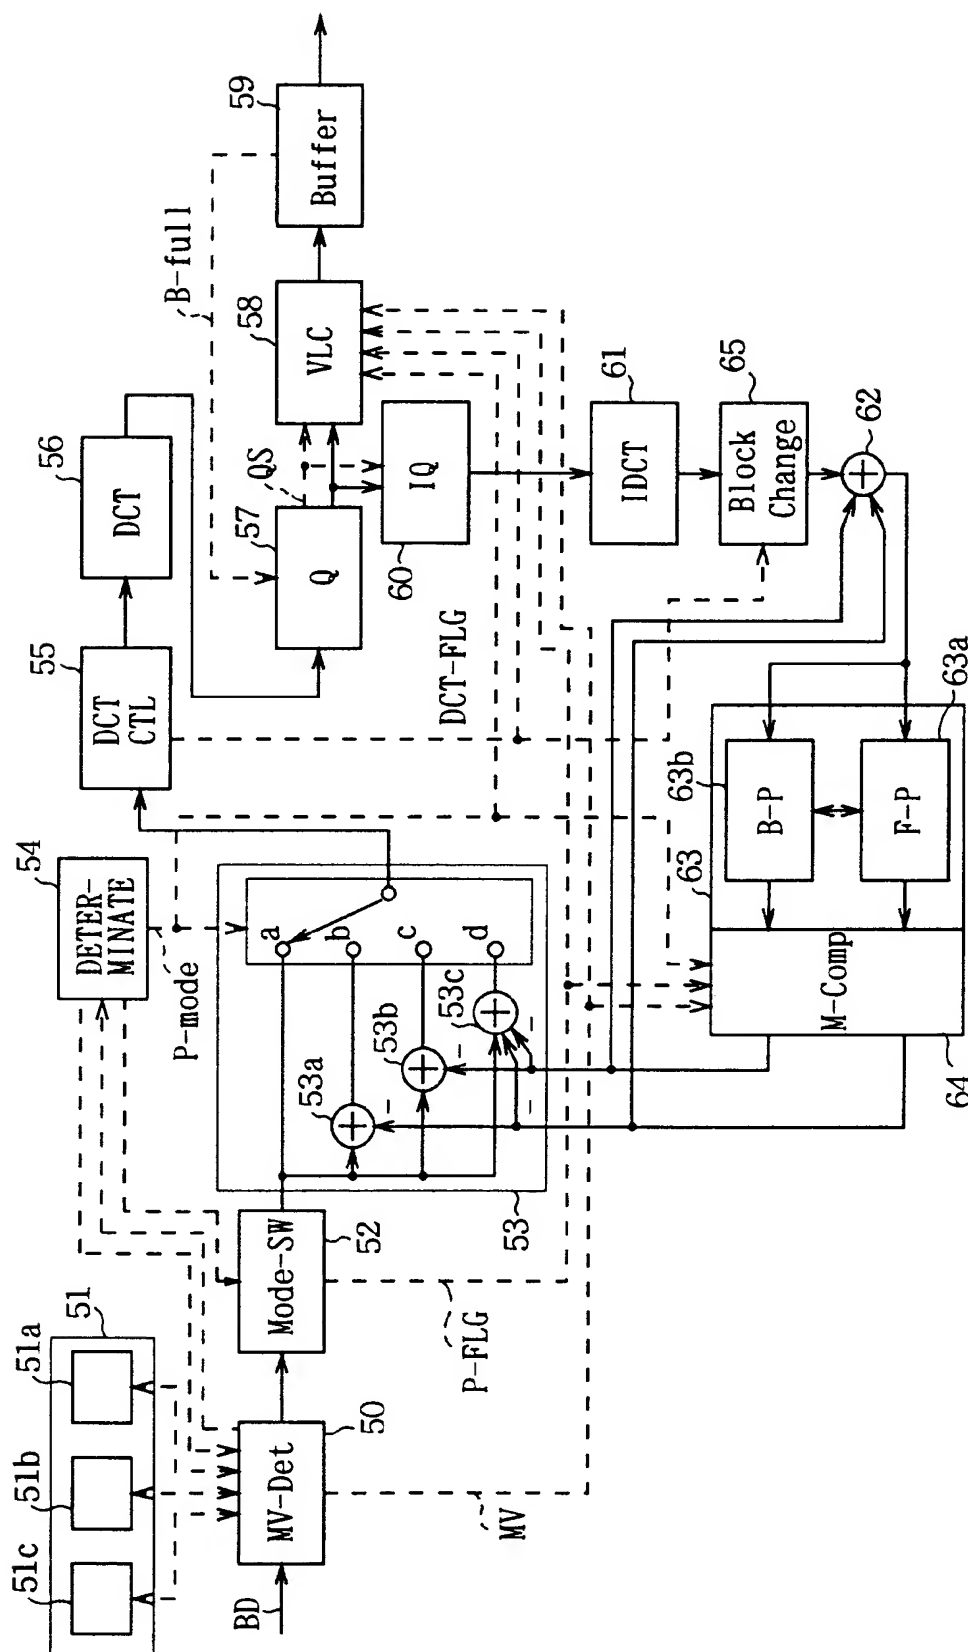 51c
51b
51a
51
BD
MV-Det
50
MV
Mode-SW
52
P-FLG
DETER-
MINATE
54
P-mode
53
53a
53b
53c
a
b
c
d
DCT
CTL
55
DCT-FLG
DCT
56
Q
57
QS
B-full
VLC
58
Buffer
59
IQ
60
IDCT
61
Block
Change
65
62
63
63b
B-P
63a
F-P
M-Comp
64